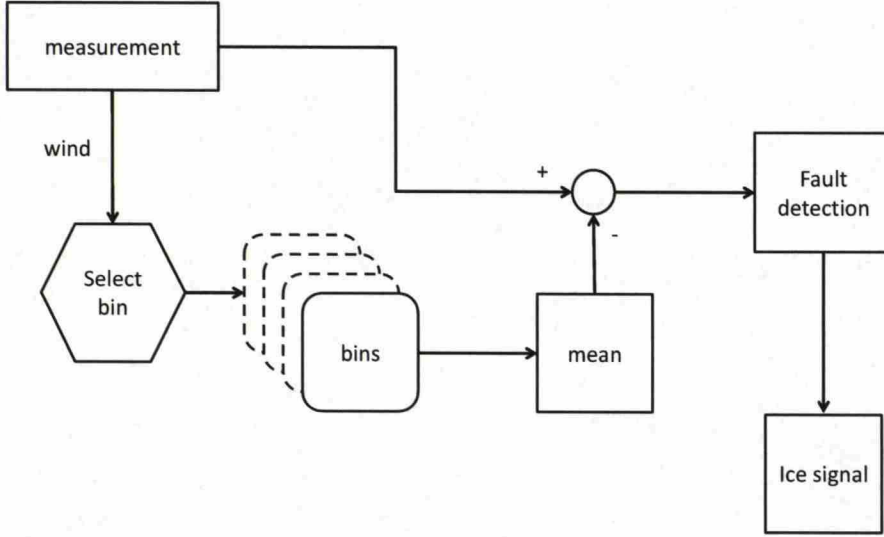 measurement
wind
+
Fault
detection
-
Select
bin
bins
mean
Ice signal